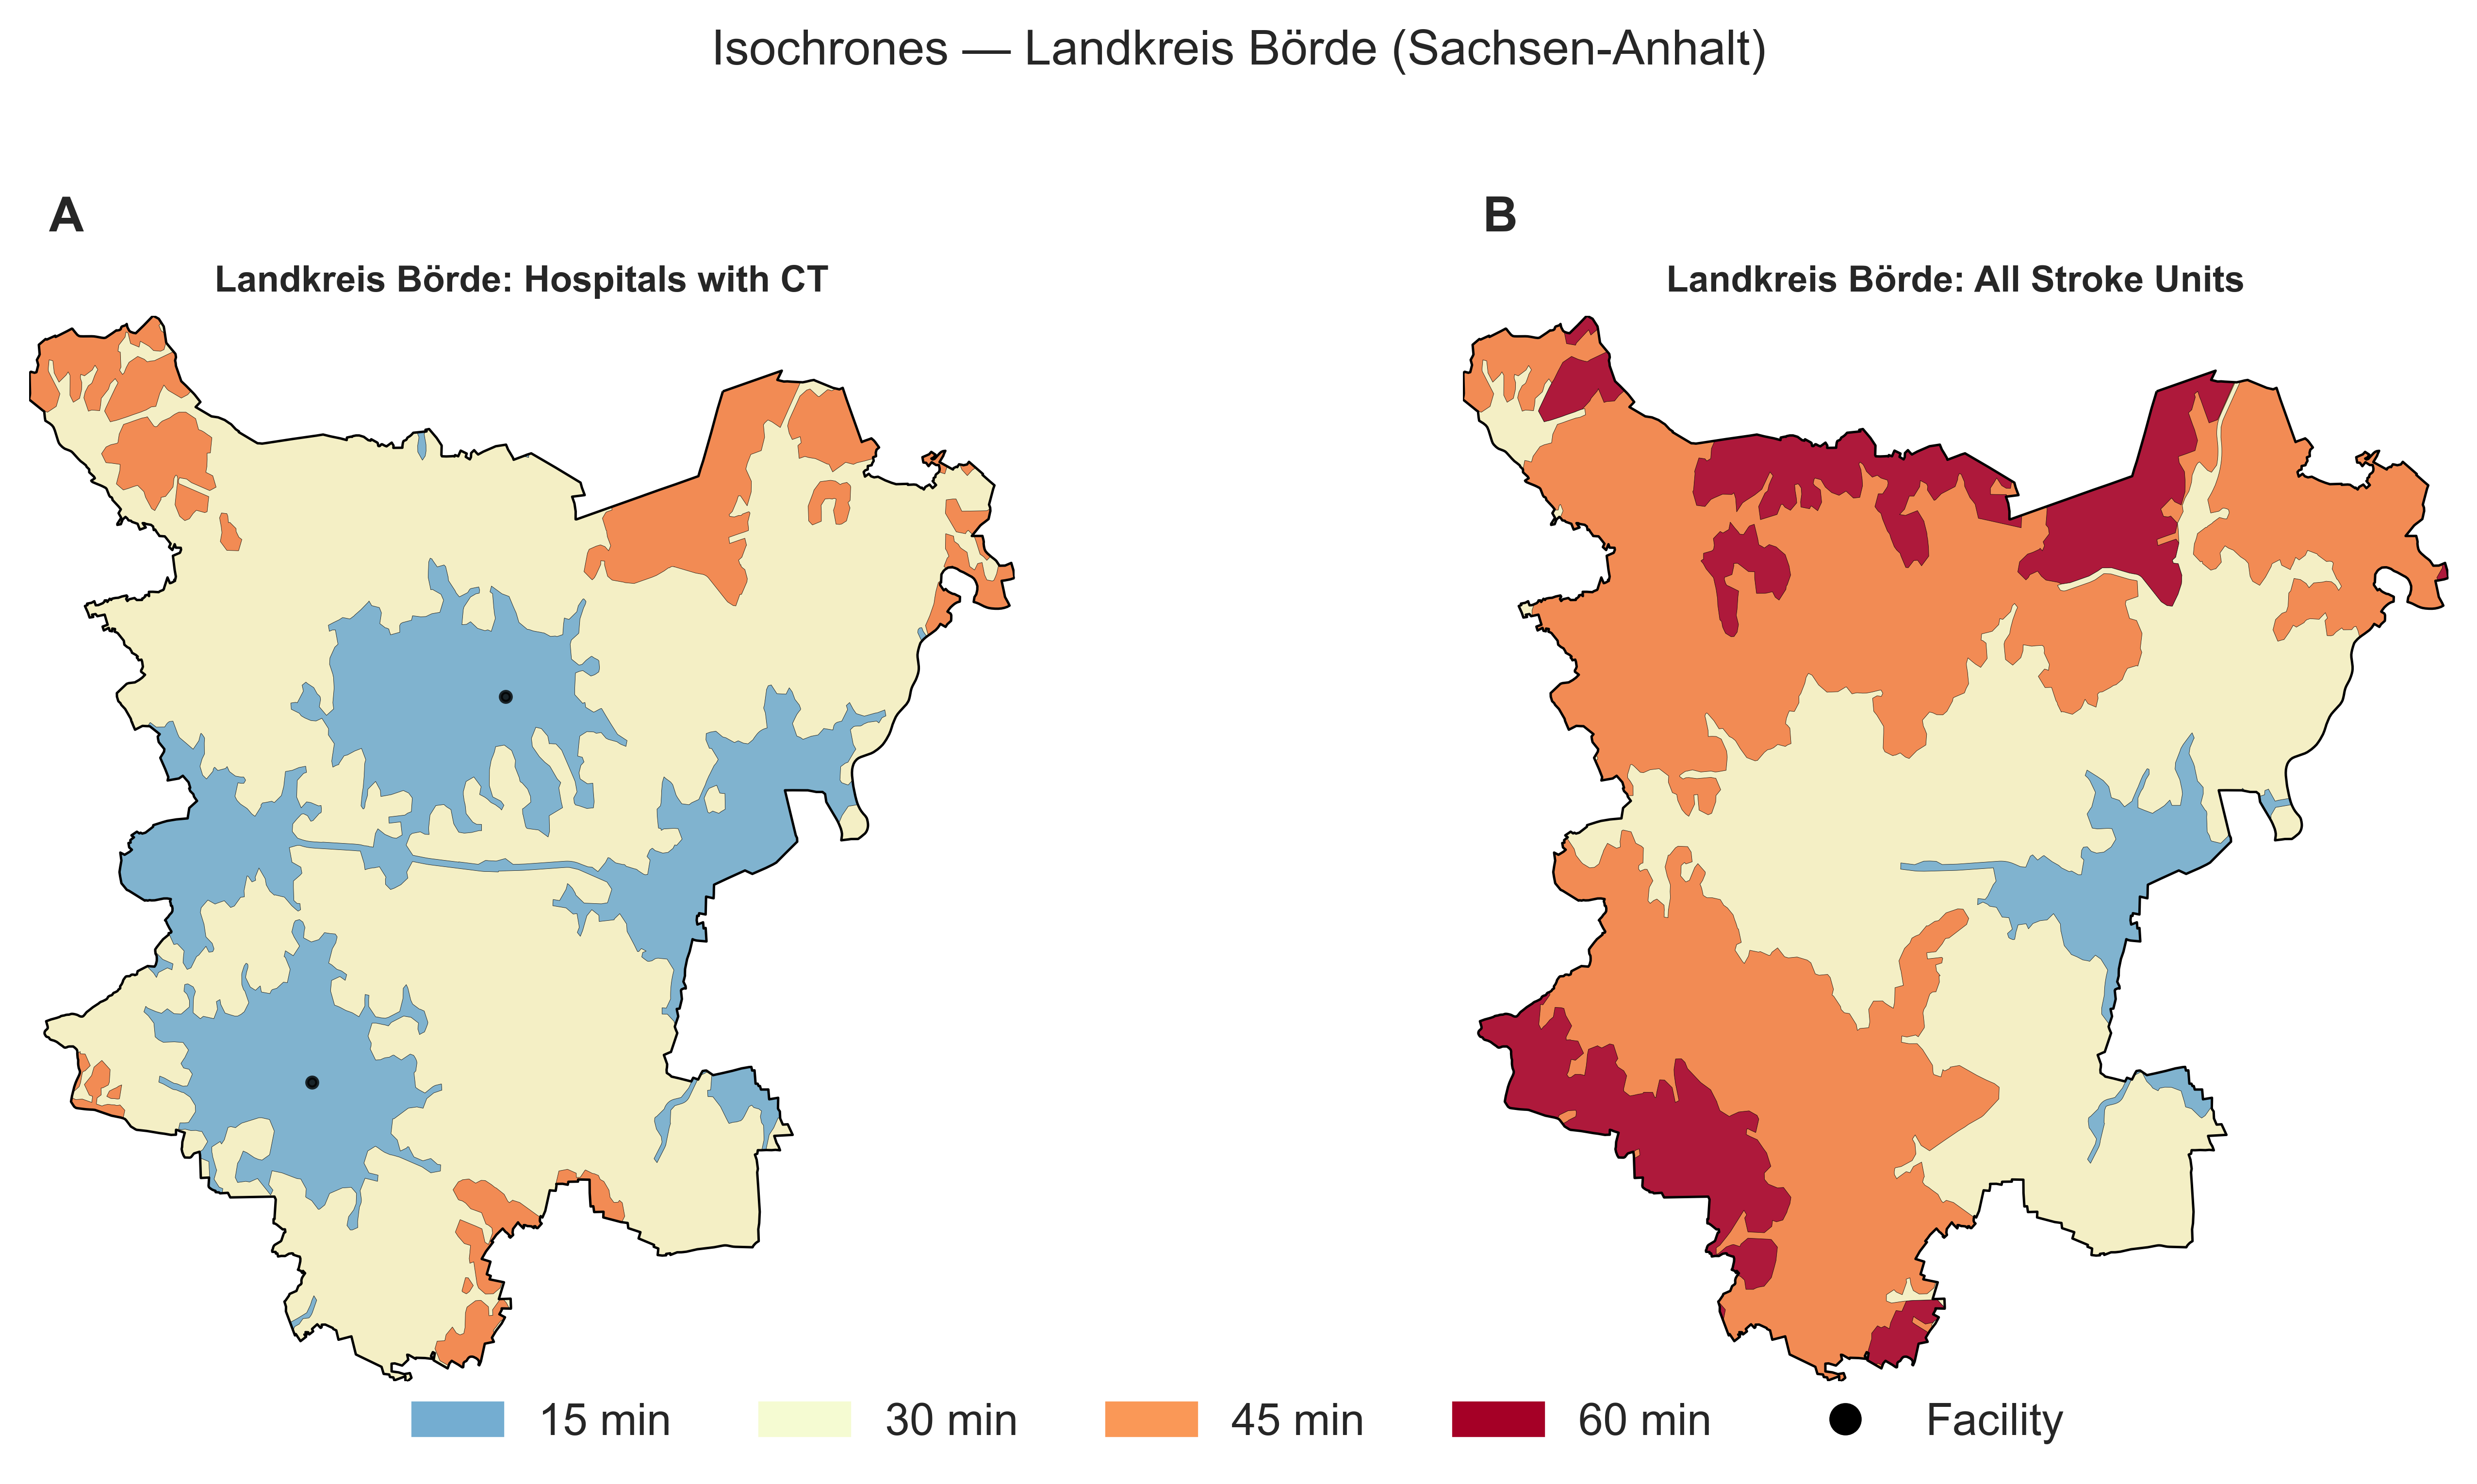 Isochrones — Landkreis Börde (Sachsen-Anhalt)
A
Landkreis Börde: Hospitals with CT
B
Landkreis Börde: All Stroke Units
15 min 30 min 45 min 60 min Facility